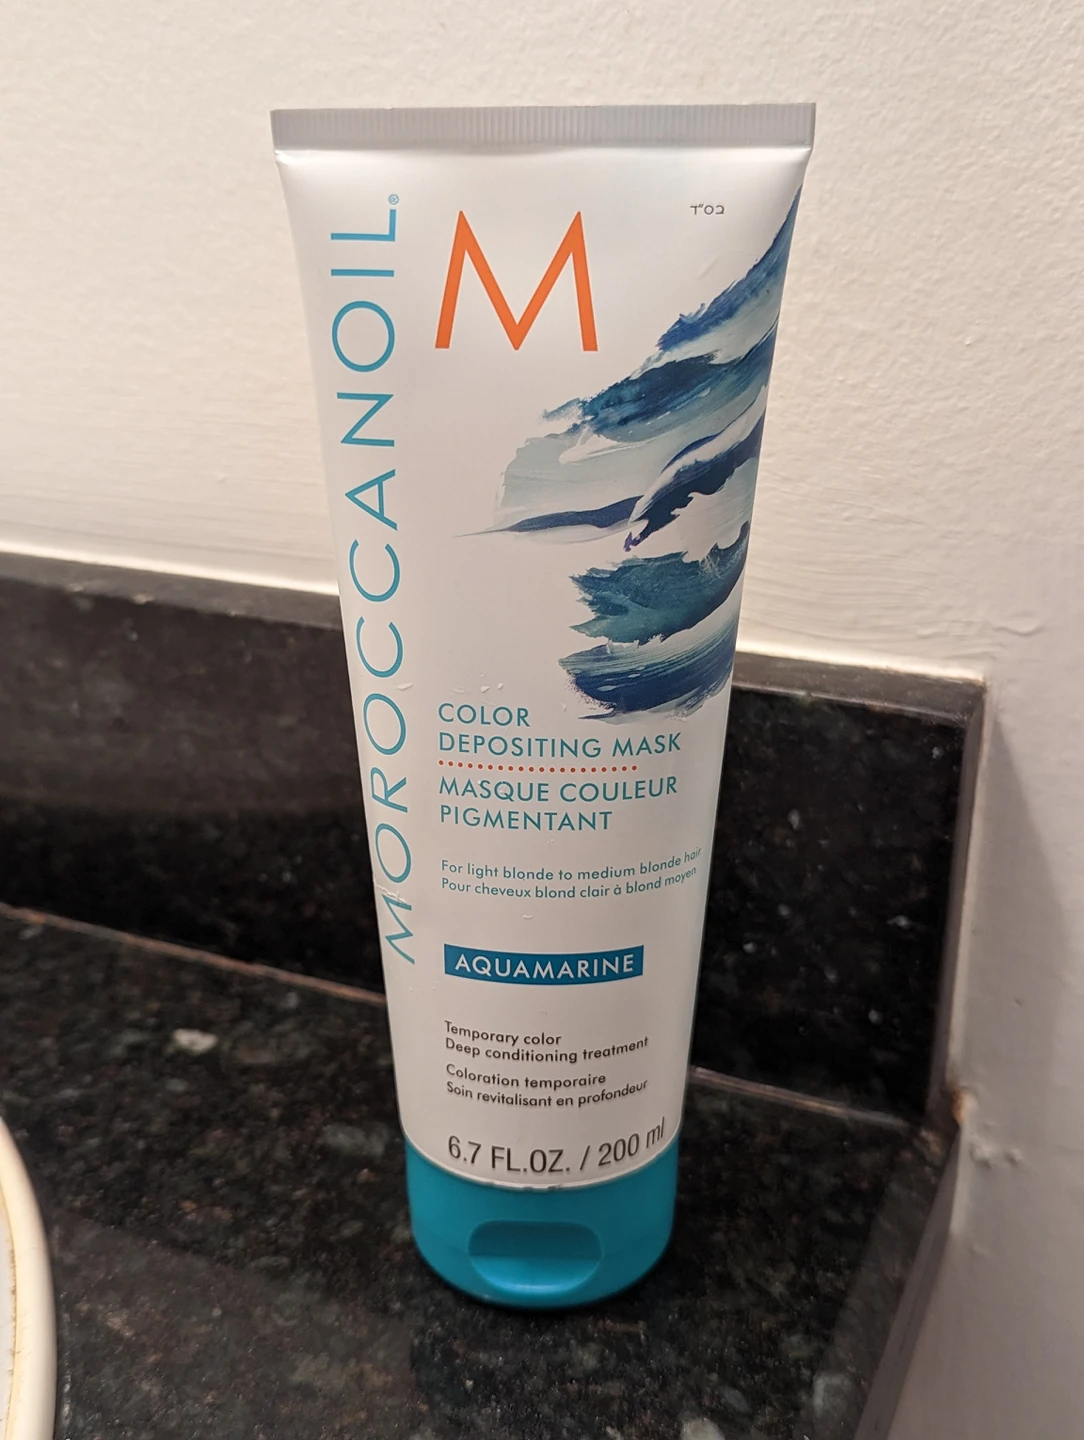 בס"ד
M
MOROCCANOIL®
COLOR
DEPOSITING MASK
MASQUE COULEUR
PIGMENTANT
For light blonde to medium blonde hair
Pour cheveux blond clair à blond moyen
AQUAMARINE
Temporary color
Deep conditioning treatment
Coloration temporaire
Soin revitalisant en profondeur
6.7 FL.OZ. / 200 ml